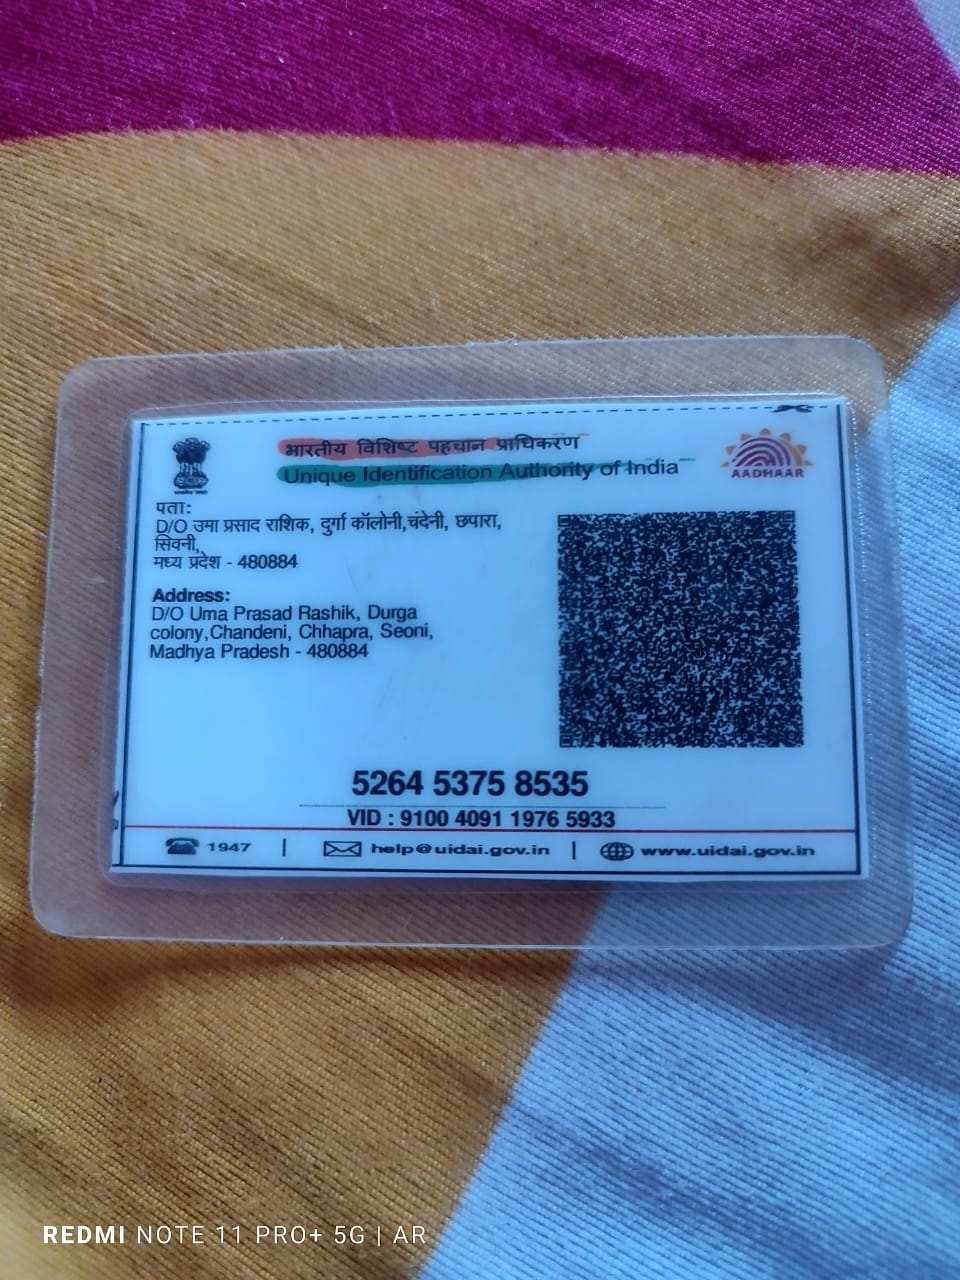 भारतीय विशिष्ट पहचान प्राधिकरण
Unique Identification Authority of India
AADHAAR
पता:
D/O उमा प्रसाद राशिक, दुर्गा कॉलोनी,चंदेनी, छपारा,
सिवनी,
मध्य प्रदेश - 480884
Address:
D/O Uma Prasad Rashik, Durga
colony,Chandeni, Chhapra, Seoni,
Madhya Pradesh - 480884
5264 5375 8535
VID : 9100 4091 1976 5933
1947 | help@uidai.gov.in | www.uidai.gov.in
REDMI NOTE 11 PRO+ 5G | AR